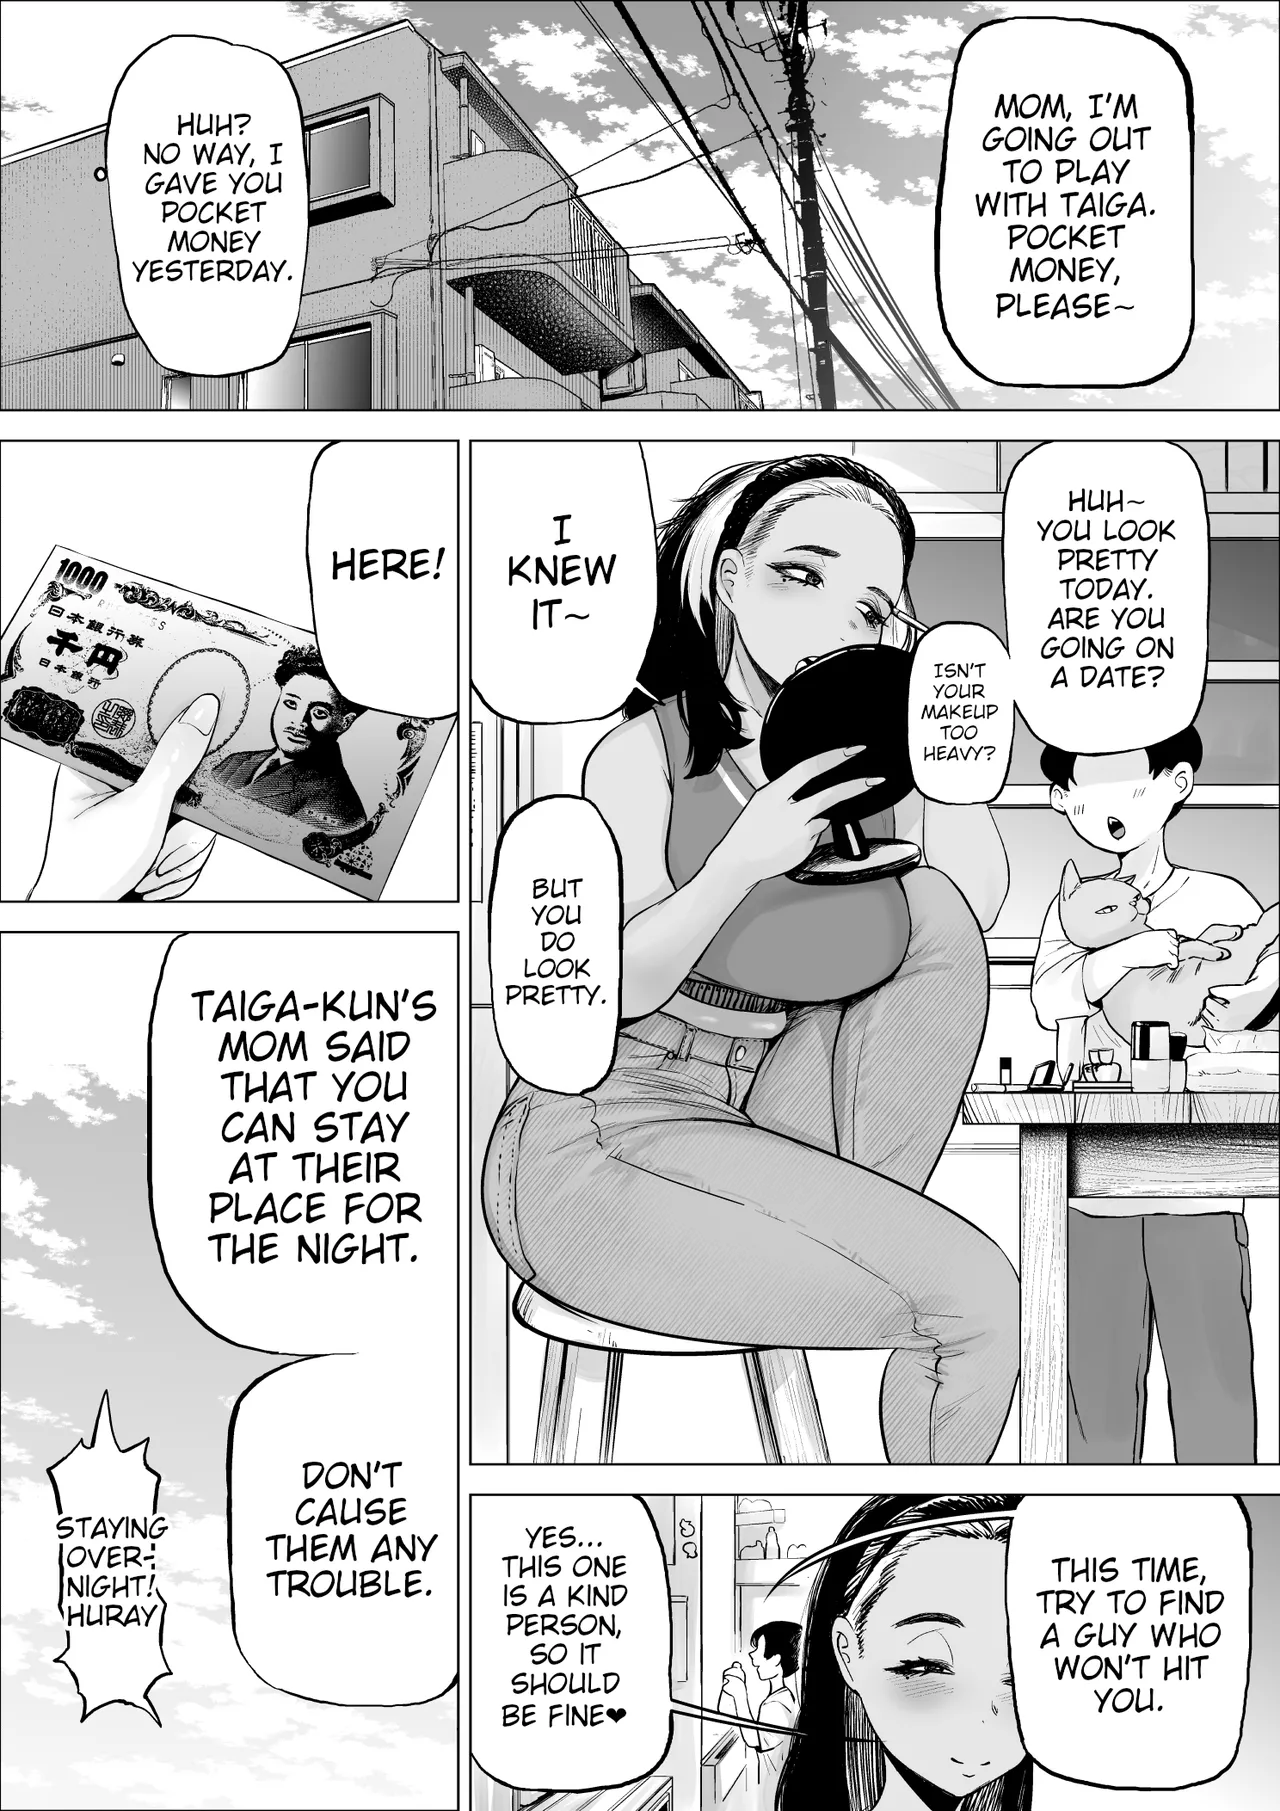 MOM, I'M
GOING OUT
TO PLAY
WITH TAIGA.
POCKET
MONEY,
PLEASE~
HUH?
NO WAY, I
GAVE YOU
POCKET
MONEY
YESTERDAY.
HUH~
YOU LOOK
PRETTY
TODAY.
ARE YOU
GOING ON
A DATE?
ISN'T
YOUR
MAKEUP
TOO
HEAVY?
I
KNEW
IT~
BUT
YOU
DO
LOOK
PRETTY.
HERE!
1000
日本銀行券
千円
日本銀行
TAIGA-KUN'S
MOM SAID
THAT YOU
CAN STAY
AT THEIR
PLACE FOR
THE NIGHT.
DON'T
CAUSE
THEM ANY
TROUBLE.
STAYING
OVER-
NIGHT!
HURAY
THIS TIME,
TRY TO FIND
A GUY WHO
WON'T HIT
YOU.
YES...
THIS ONE
IS A KIND
PERSON,
SO IT
SHOULD
BE FINE♥